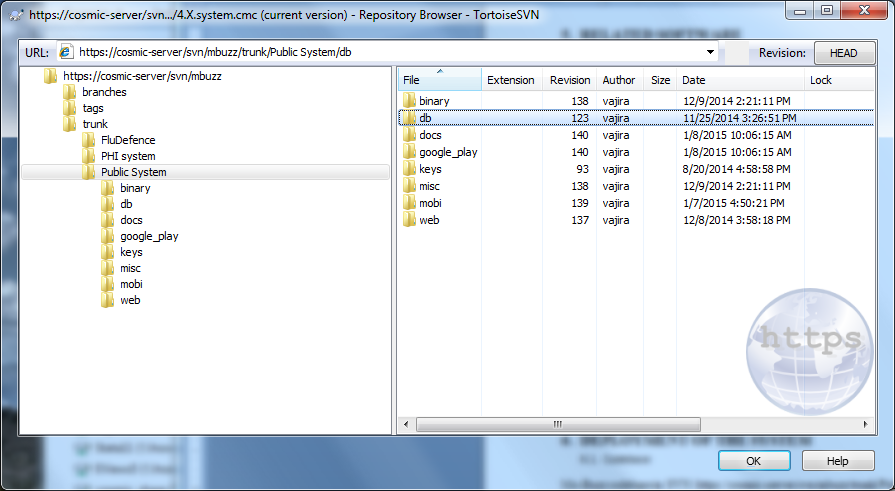 https://cosmic-server/svn.../4.X.system.cmc (current version) - Repository Browser - TortoiseSVN
URL: https://cosmic-server/svn/mbuzz/trunk/Public System/db Revision: HEAD
https://cosmic-server/svn/mbuzz
branches
tags
trunk
FluDefence
PHI system
Public System
binary
db
docs
google_play
keys
misc
mobi
web
File Extension Revision Author Size Date Lock
binary 138 vajira 12/9/2014 2:21:11 PM
db 123 vajira 11/25/2014 3:26:51 PM
docs 140 vajira 1/8/2015 10:06:15 AM
google_play 140 vajira 1/8/2015 10:06:15 AM
keys 93 vajira 8/20/2014 4:58:58 PM
misc 138 vajira 12/9/2014 2:21:11 PM
mobi 139 vajira 1/7/2015 4:50:21 PM
web 137 vajira 12/8/2014 3:58:18 PM
https
OK Help